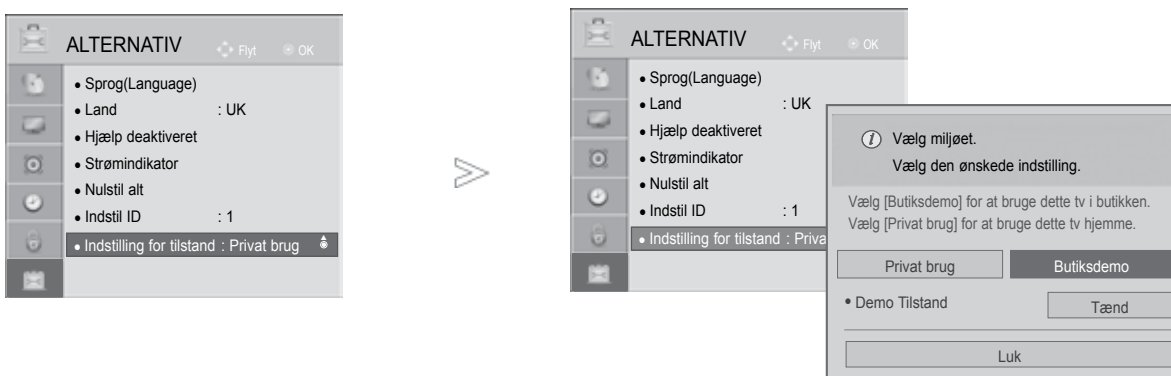 ALTERNATIV Flyt OK
• Sprog(Language)
• Land : UK
• Hjælp deaktiveret
• Strømindikator
• Nulstil alt
• Indstil ID : 1
• Indstilling for tilstand : Privat brug
ALTERNATIV Flyt OK
• Sprog(Language)
• Land : UK
• Hjælp deaktiveret
• Strømindikator
• Nulstil alt
• Indstil ID : 1
• Indstilling for tilstand : Priva
Vælg miljøet.
Vælg den ønskede indstilling.
Vælg [Butiksdemo] for at bruge dette tv i butikken.
Vælg [Privat brug] for at bruge dette tv hjemme.
Privat brug Butiksdemo
• Demo Tilstand Tænd
Luk